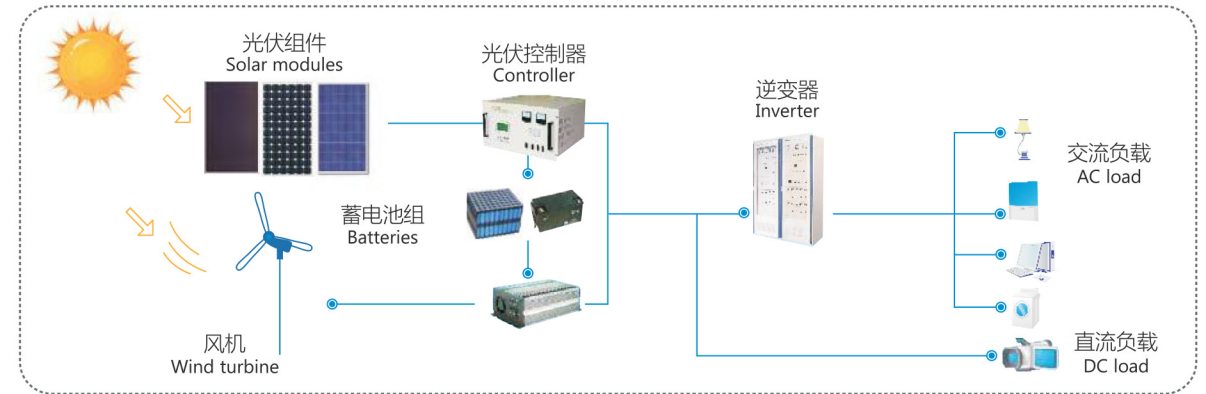 光伏组件
Solar modules
光伏控制器
Controller
逆变器
Inverter
交流负载
AC load
蓄电池组
Batteries
风机
Wind turbine
直流负载
DC load